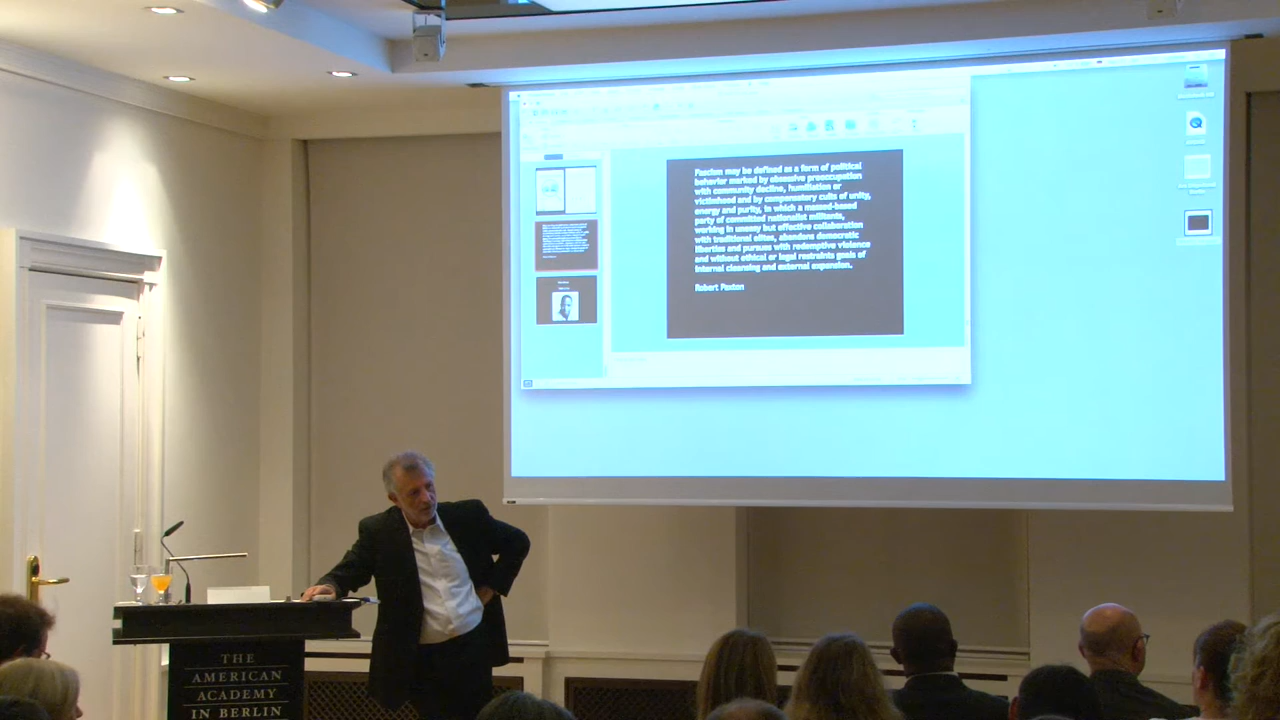 Fascism may be defined as a form of political
behavior marked by obsessive preoccupation
with community decline, humiliation or
victimhood and by compensatory cults of unity,
energy and purity, in which a massed-based
party of committed nationalist militants,
working in uneasy but effective collaboration
with traditional elites, abandons democratic
liberties and pursues with redemptive violence
and without ethical or legal restraints goals of
internal cleansing and external expansion.
Robert Paxton
THE
AMERICAN
ACADEMY
IN BERLIN